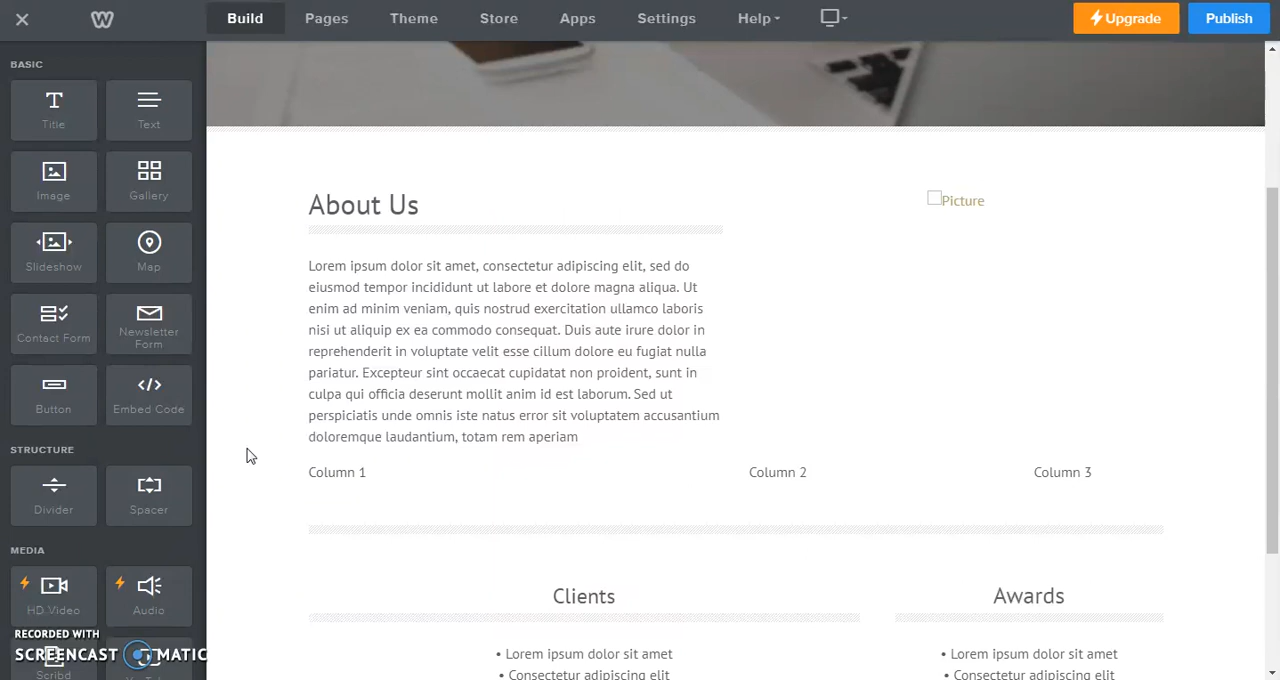 Build Pages Theme Store Apps Settings Help Upgrade Publish
BASIC
Title Text
Image Gallery
Slideshow Map
Contact Form Newsletter Form
Button Embed Code
STRUCTURE
Divider Spacer
MEDIA
HD Video Audio
RECORDED WITH
SCREENCAST MATIC
Scribd
About Us
Picture
Lorem ipsum dolor sit amet, consectetur adipiscing elit, sed do
eiusmod tempor incididunt ut labore et dolore magna aliqua. Ut
enim ad minim veniam, quis nostrud exercitation ullamco laboris
nisi ut aliquip ex ea commodo consequat. Duis aute irure dolor in
reprehenderit in voluptate velit esse cillum dolore eu fugiat nulla
pariatur. Excepteur sint occaecat cupidatat non proident, sunt in
culpa qui officia deserunt mollit anim id est laborum. Sed ut
perspiciatis unde omnis iste natus error sit voluptatem accusantium
doloremque laudantium, totam rem aperiam
Column 1 Column 2 Column 3
Clients Awards
• Lorem ipsum dolor sit amet • Lorem ipsum dolor sit amet
• Consectetur adipiscing elit • Consectetur adipiscing elit